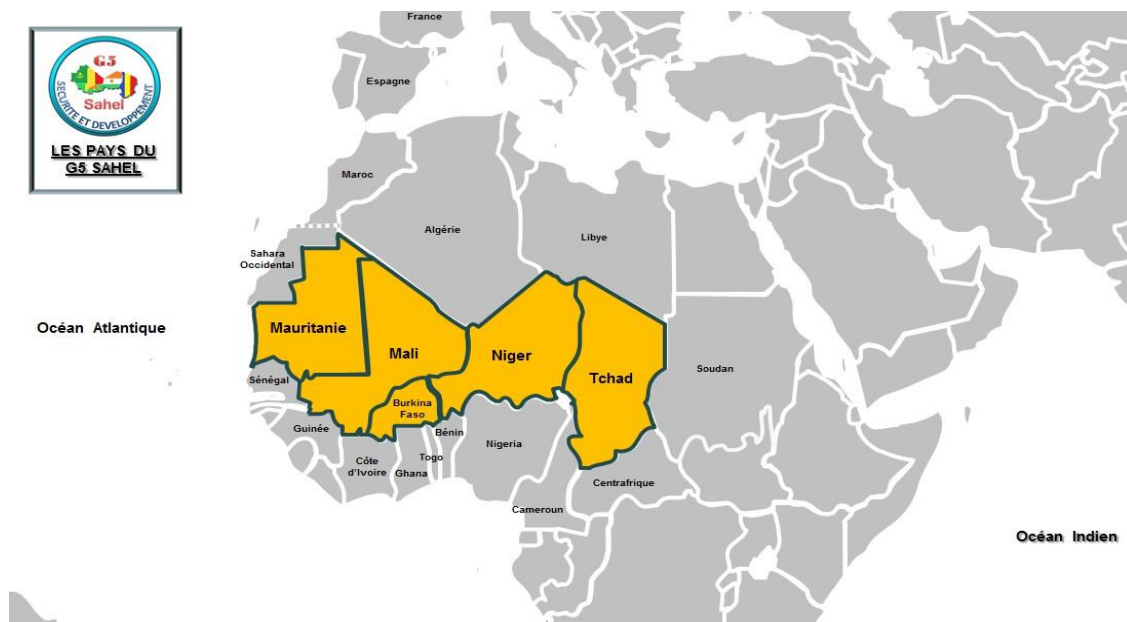 G5
Sahel
SECURITE ET DEVELOPPEMENT
LES PAYS DU
G5 SAHEL
France
Espagne
Maroc
Algérie
Libye
Sahara
Occidental
Océan Atlantique
Mauritanie
Mali
Niger
Tchad
Soudan
Sénégal
Burkina
Faso
Guinée
Bénin
Nigeria
Côte
d'Ivoire
Togo
Ghana
Centrafrique
Cameroun
Océan Indien